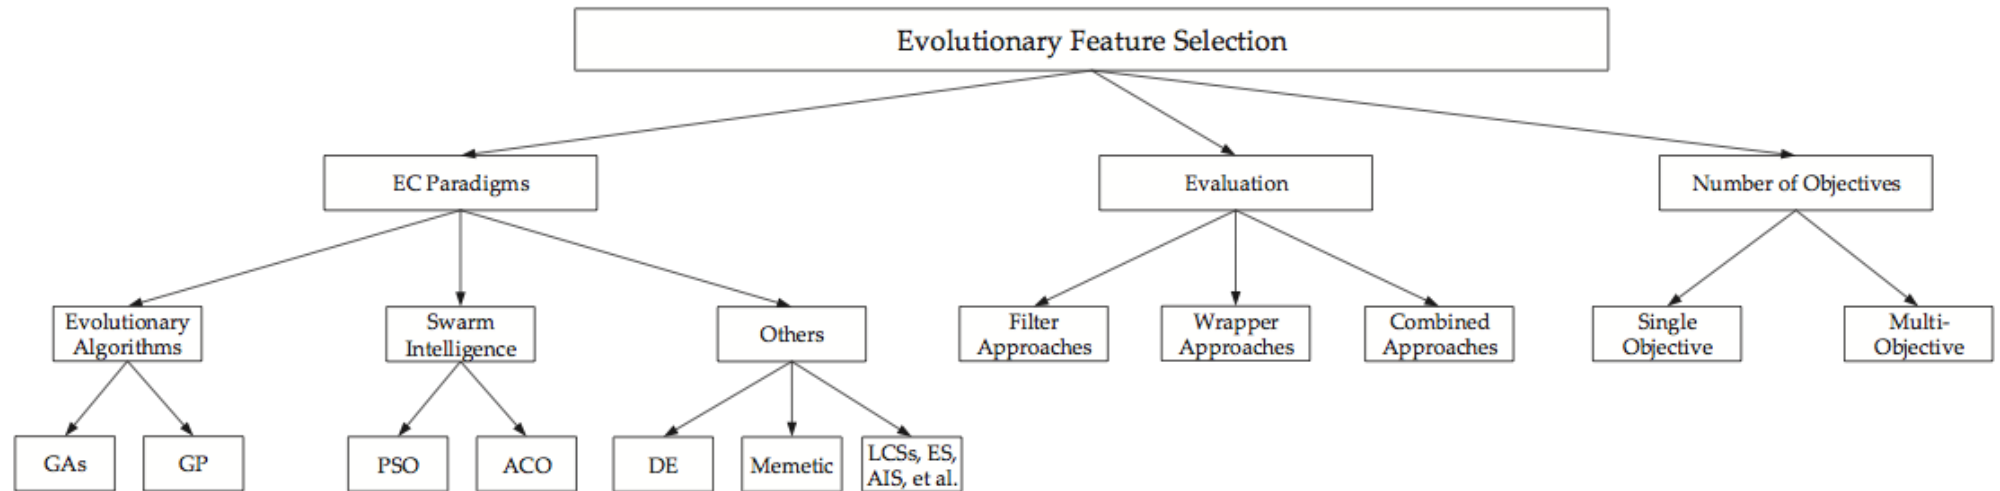 Evolutionary Feature Selection
EC Paradigms
Evaluation
Number of Objectives
Evolutionary
Algorithms
Swarm
Intelligence
Others
Filter
Approaches
Wrapper
Approaches
Combined
Approaches
Single
Objective
Multi-
Objective
GAs
GP
PSO
ACO
DE
Memetic
LCSs, ES,
AIS, et al.